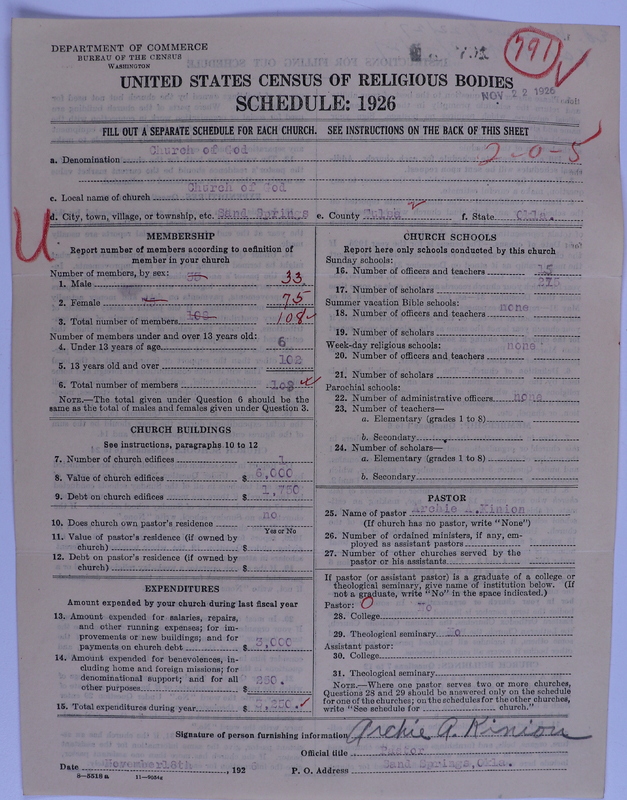 DEPARTMENT OF COMMERCE
BUREAU OF THE CENSUS
WASHINGTON
791
UNITED STATES CENSUS OF RELIGIOUS BODIES
NOV 22 1926
SCHEDULE: 1926
FILL OUT A SEPARATE SCHEDULE FOR EACH CHURCH. SEE INSTRUCTIONS ON THE BACK OF THIS SHEET
2-0-5
a. Denomination Church of God
c. Local name of church Church of God
d. City, town, village, or township, etc. Sand Springs e. County Tulsa f. State Okla.
U
MEMBERSHIP
Report number of members according to definition of
member in your church
Number of members, by sex:
1. Male 33
2. Female 75
3. Total number of members 108
Number of members under and over 13 years old:
4. Under 13 years of age 6
5. 13 years old and over 102
6. Total number of members 108
NOTE.—The total given under Question 6 should be
same as the total of males and females given under Question 3.
CHURCH BUILDINGS
See instructions, paragraphs 10 to 12
7. Number of church edifices 1
8. Value of church edifices $ 6,000
9. Debt on church edifices $ 1,750
10. Does church own pastor's residence no
Yes or No
11. Value of pastor's residence (if owned by
church) $
12. Debt on pastor's residence (if owned by
church) $
EXPENDITURES
Amount expended by your church during last fiscal year
13. Amount expended for salaries, repairs,
and other running expenses; for im-
provements or new buildings; and for
payments on church debt $ 3,000
14. Amount expended for benevolences, in-
cluding home and foreign missions; for
denominational support; and for all
other purposes $ 250.
15. Total expenditures during year $ 3,250.
CHURCH SCHOOLS
Report here only schools conducted by this church
Sunday schools:
16. Number of officers and teachers 15
17. Number of scholars 215
Summer vacation Bible schools:
18. Number of officers and teachers none
19. Number of scholars
Week-day religious schools:
20. Number of officers and teachers none
21. Number of scholars
Parochial schools:
22. Number of administrative officers none
23. Number of teachers—
a. Elementary (grades 1 to 8)
b. Secondary
24. Number of scholars—
a. Elementary (grades 1 to 8)
b. Secondary
PASTOR
25. Name of pastor Archie A. Kinion
(If church has no pastor, write "None")
26. Number of ordained ministers, if any, em-
ployed as assistant pastors
27. Number of other churches served by the
pastor or his assistants
If pastor (or assistant pastor) is a graduate of a college or
theological seminary, give name of institution below. (If
not a graduate, write "No" in the space indicated.)
Pastor: 0
28. College No
29. Theological seminary No
Assistant pastor:
30. College
31. Theological seminary
NOTE.—Where one pastor serves two or more churches,
Questions 28 and 29 should be answered only on the schedule
for one of the churches; on the schedules for the other churches,
write "See schedule for church."
Signature of person furnishing information Archie A. Kinion
Official title Pastor
Date November 18th, 1926 P. O. Address Sand Springs, Okla.
8—5518 a 11—9054a